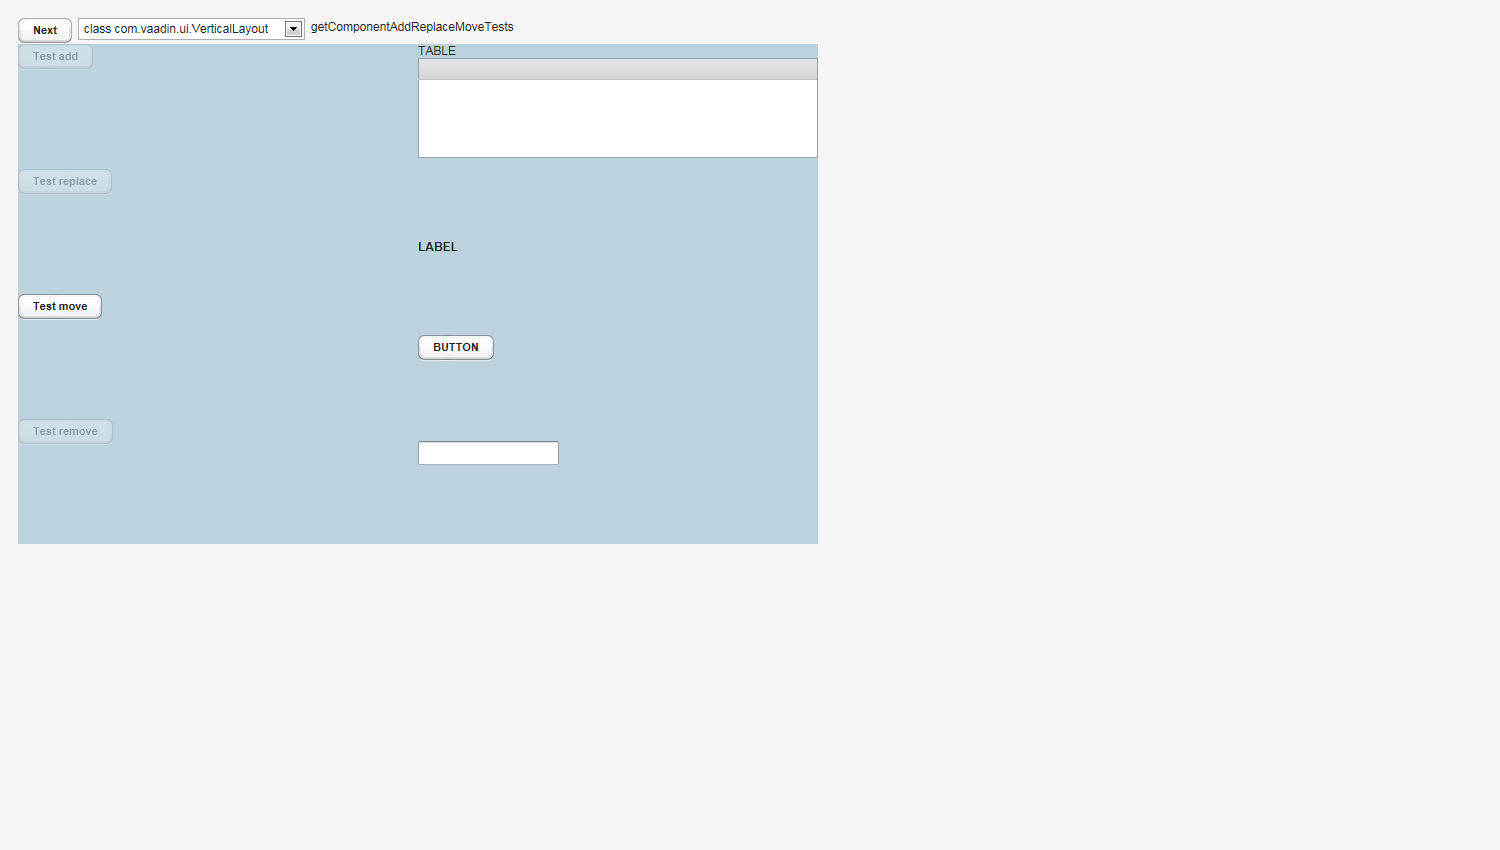 Next
class com.vaadin.ui.VerticalLayout
getComponentAddReplaceMoveTests
Test add
TABLE
Test replace
LABEL
Test move
BUTTON
Test remove